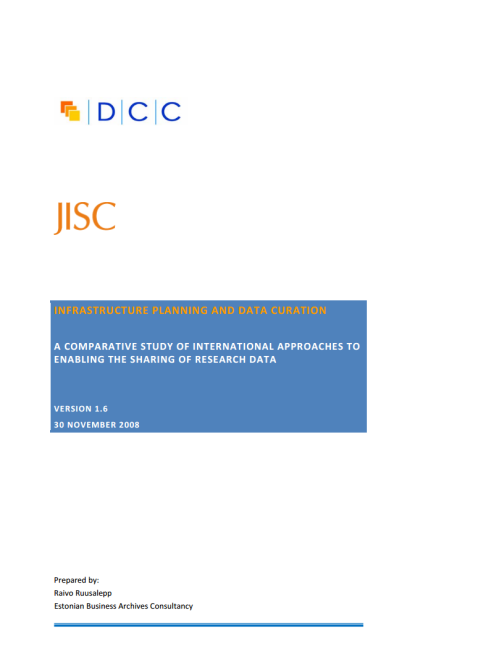 D|C|C
JISC
INFRASTRUCTURE PLANNING AND DATA CURATION
A COMPARATIVE STUDY OF INTERNATIONAL APPROACHES TO
ENABLING THE SHARING OF RESEARCH DATA
VERSION 1.6
30 NOVEMBER 2008
Prepared by:
Raivo Ruusalepp
Estonian Business Archives Consultancy